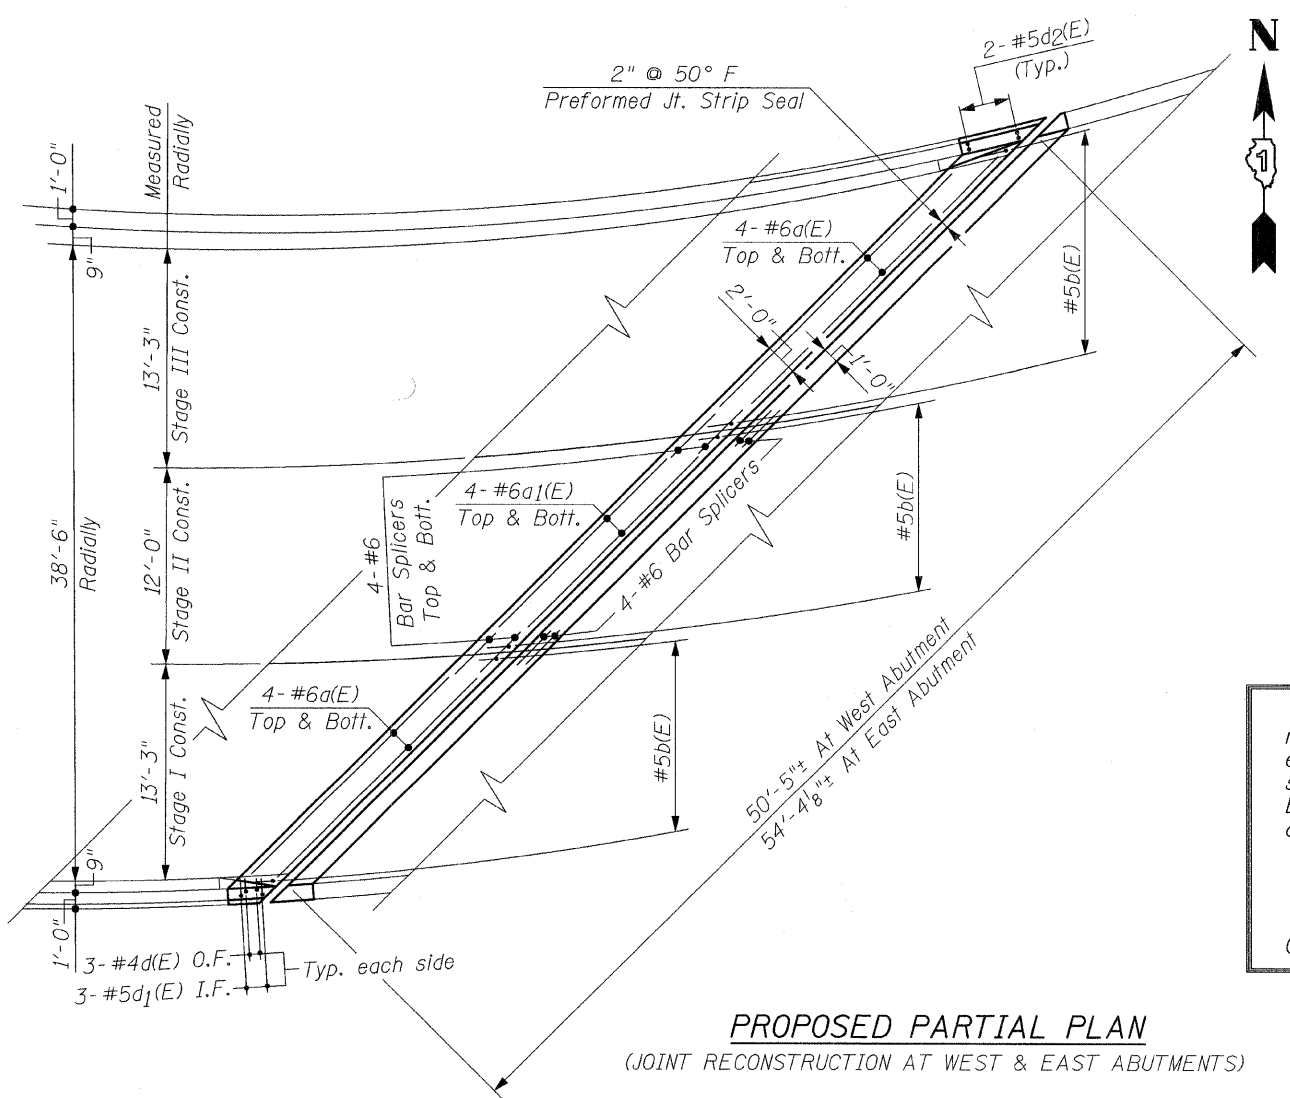 2" @ 50° F
Preformed Jt. Strip Seal
2- #5d2(E)
(Typ.)
N
1
Measured
Radially
1'-0"
9"
4- #6a(E)
Top & Bott.
#5b(E)
2'-0"
1'-0"
13'-3"
Stage III Const.
38'-6"
Radially
12'-0"
Stage II Const.
4- #6
Bar Splicers
Top & Bott.
4- #6a1(E)
Top & Bott.
4- #6 Bar Splicers
#5b(E)
4- #6a(E)
Top & Bott.
#5b(E)
13'-3"
Stage I Const.
50'-5"± At West Abutment
54'-4 1/8"± At East Abutment
9"
1'-0"
3- #4d(E) O.F.
3- #5d1(E) I.F.
Typ. each side
PROPOSED PARTIAL PLAN
(JOINT RECONSTRUCTION AT WEST & EAST ABUTMENTS)